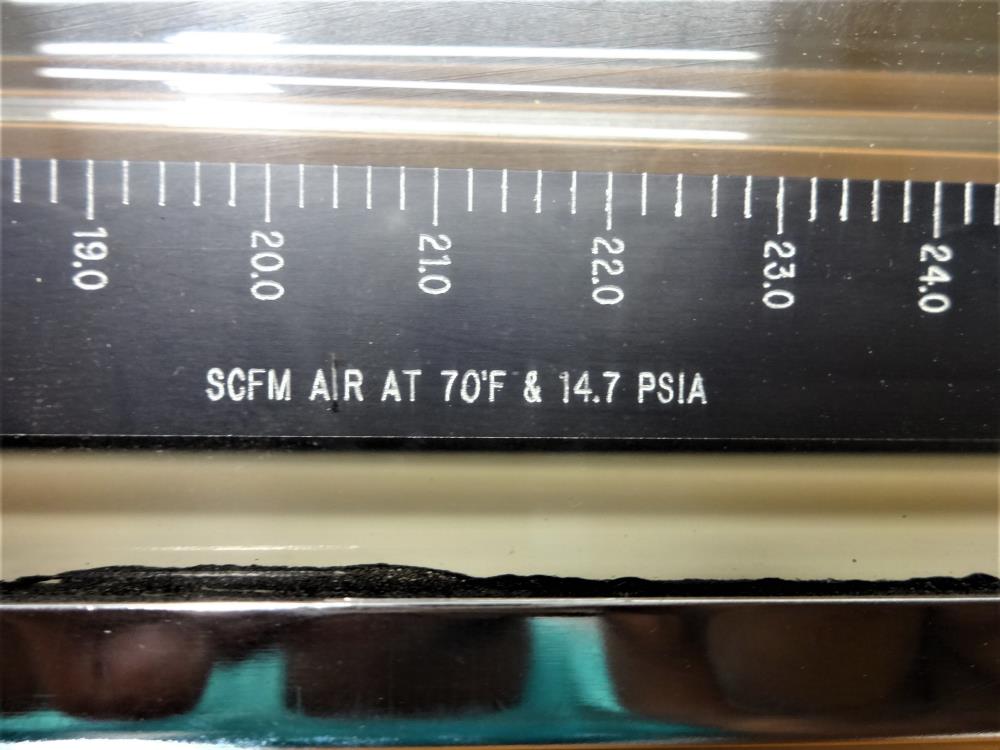 19.0 20.0 21.0 22.0 23.0 24.0
SCFM AIR AT 70°F & 14.7 PSIA